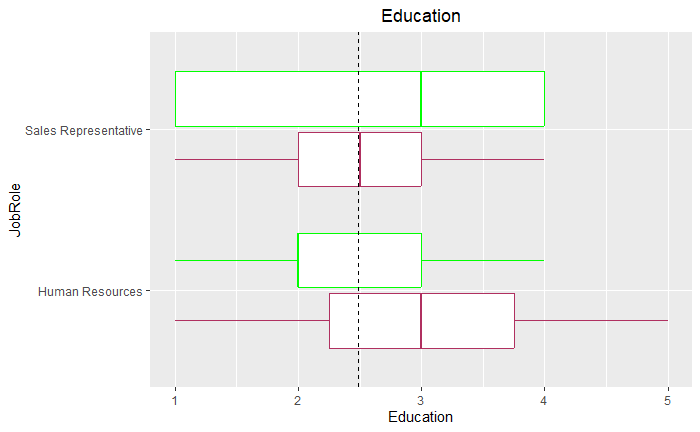 Education
Sales Representative
JobRole
Human Resources
1 2 3 4 5
Education